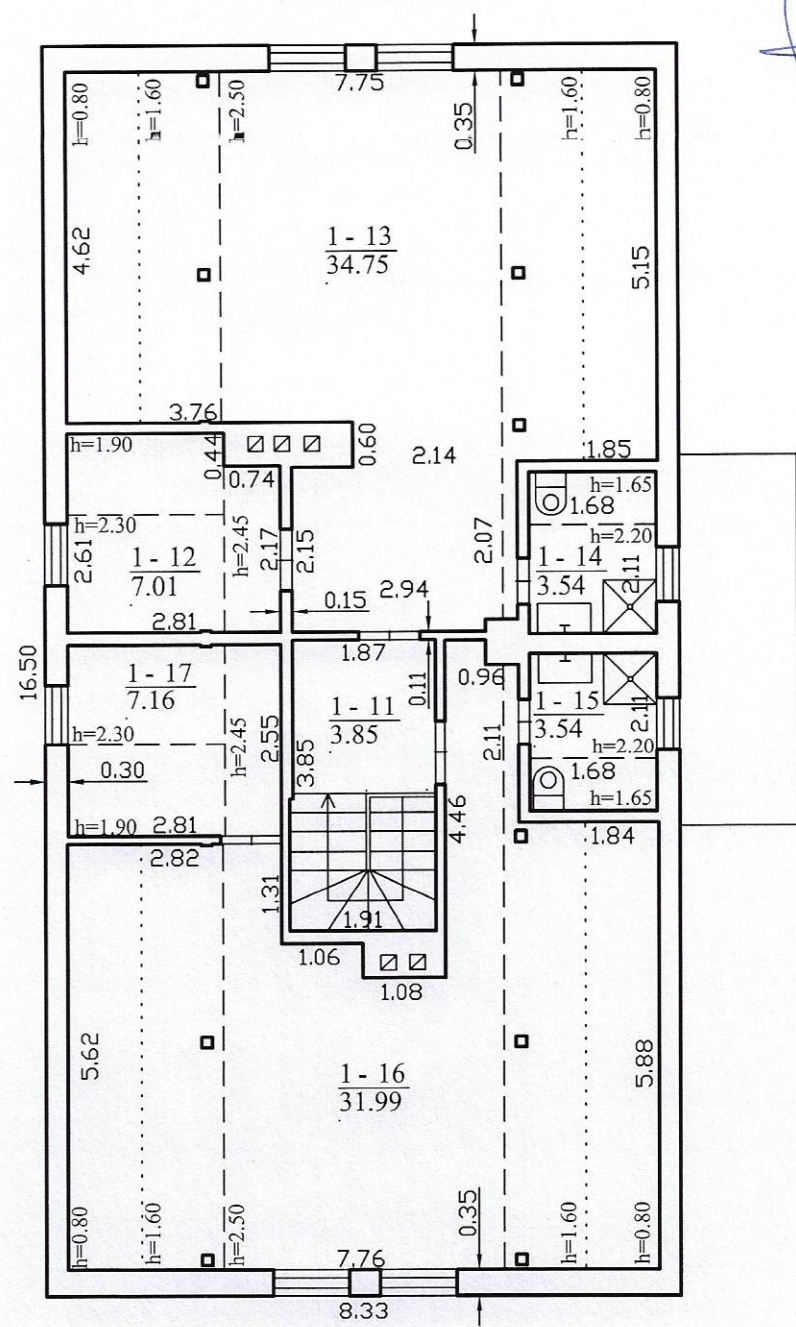 7.75
h=0.80
h=1.60
h=2.50
0.35
h=1.60
h=0.80
4.62
1 - 13
34.75
5.15
3.76
h=1.90
0.44
0.74
0.60
2.14
1.85
h=1.65
1.68
h=2.30
2.61
1 - 12
7.01
h=2.45
2.17
2.15
2.07
h=2.20
1 - 14
3.54
2.11
0.15
2.94
2.81
16.50
1 - 17
7.16
1.87
0.11
0.96
1 - 11
3.85
1 - 15
3.54
2.11
h=2.30
h=2.45
2.55
3.85
2.11
h=2.20
1.68
0.30
h=1.65
h=1.90
2.81
2.82
4.46
1.84
1.31
1.91
1.06
1.08
5.62
1 - 16
31.99
5.88
h=0.80
h=1.60
h=2.50
0.35
h=1.60
h=0.80
7.76
8.33